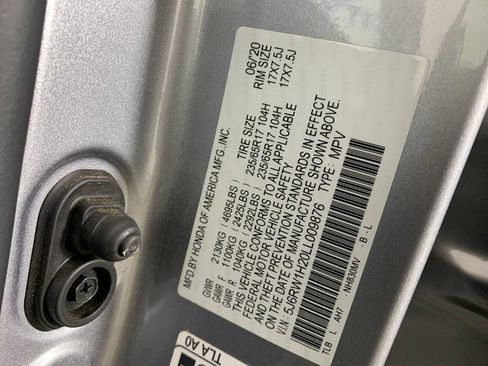 MFD. BY HONDA OF AMERICA MFG., INC. 06/20
GVWR 2130KG (4695LBS) TIRE SIZE RIM SIZE
GAWR F 1100KG (2425LBS) 235/65R17 104H 17X7.5J
GAWR R 1040KG (2292LBS) 235/65R17 104H 17X7.5J
THIS VEHICLE CONFORMS TO ALL APPLICABLE
FEDERAL MOTOR VEHICLE SAFETY
AND THEFT PREVENTION STANDARDS IN EFFECT
ON THE DATE OF MANUFACTURE SHOWN ABOVE.
V.I.N.: 5J6RW1H20LL009876 TYPE: MPV
TLB L AH7 NH830MV - B - L
TLA A0